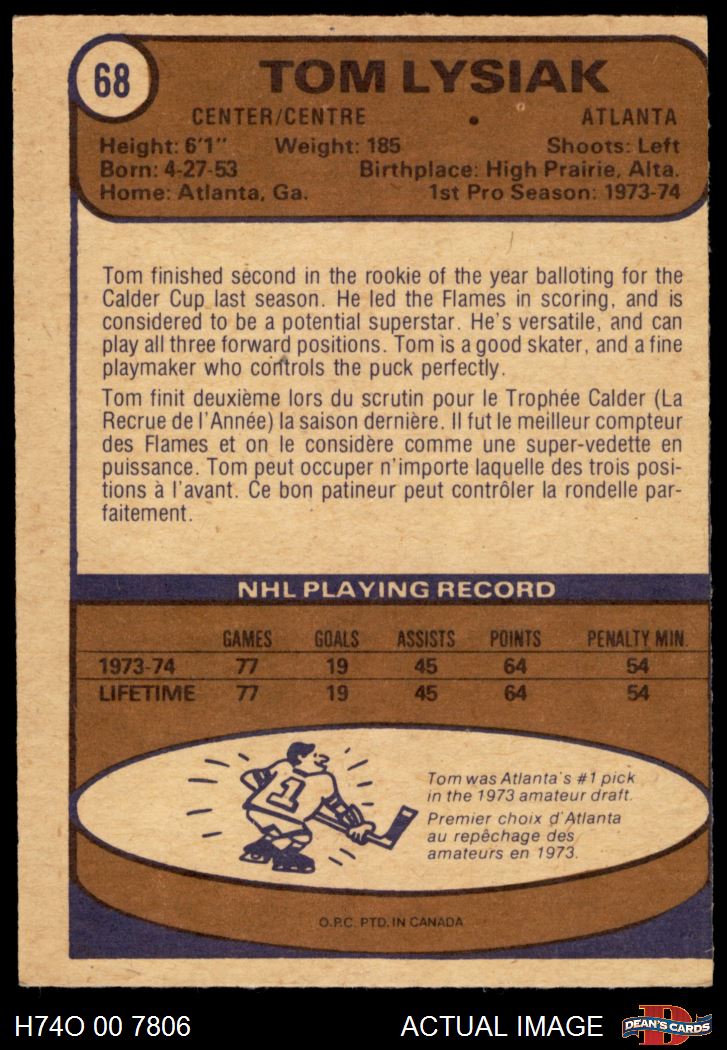 68
TOM LYSIAK
CENTER/CENTRE • ATLANTA
Height: 6'1" Weight: 185 Shoots: Left
Born: 4-27-53 Birthplace: High Prairie, Alta.
Home: Atlanta, Ga. 1st Pro Season: 1973-74
Tom finished second in the rookie of the year balloting for the
Calder Cup last season. He led the Flames in scoring, and is
considered to be a potential superstar. He's versatile, and can
play all three forward positions. Tom is a good skater, and a fine
playmaker who controls the puck perfectly.
Tom finit deuxième lors du scrutin pour le Trophée Calder (La
Recrue de l'Année) la saison dernière. Il fut le meilleur compteur
des Flames et on le considère comme une super-vedette en
puissance. Tom peut occuper n'importe laquelle des trois posi-
tions à l'avant. Ce bon patineur peut contrôler la rondelle par-
faitement.
NHL PLAYING RECORD
GAMES GOALS ASSISTS POINTS PENALTY MIN.
1973-74 77 19 45 64 54
LIFETIME 77 19 45 64 54
1
Tom was Atlanta's #1 pick
in the 1973 amateur draft.
Premier choix d'Atlanta
au repêchage des
amateurs en 1973.
O.P.C. PTD. IN CANADA
H74O 00 7806 ACTUAL IMAGE
D
DEAN'S CARDS